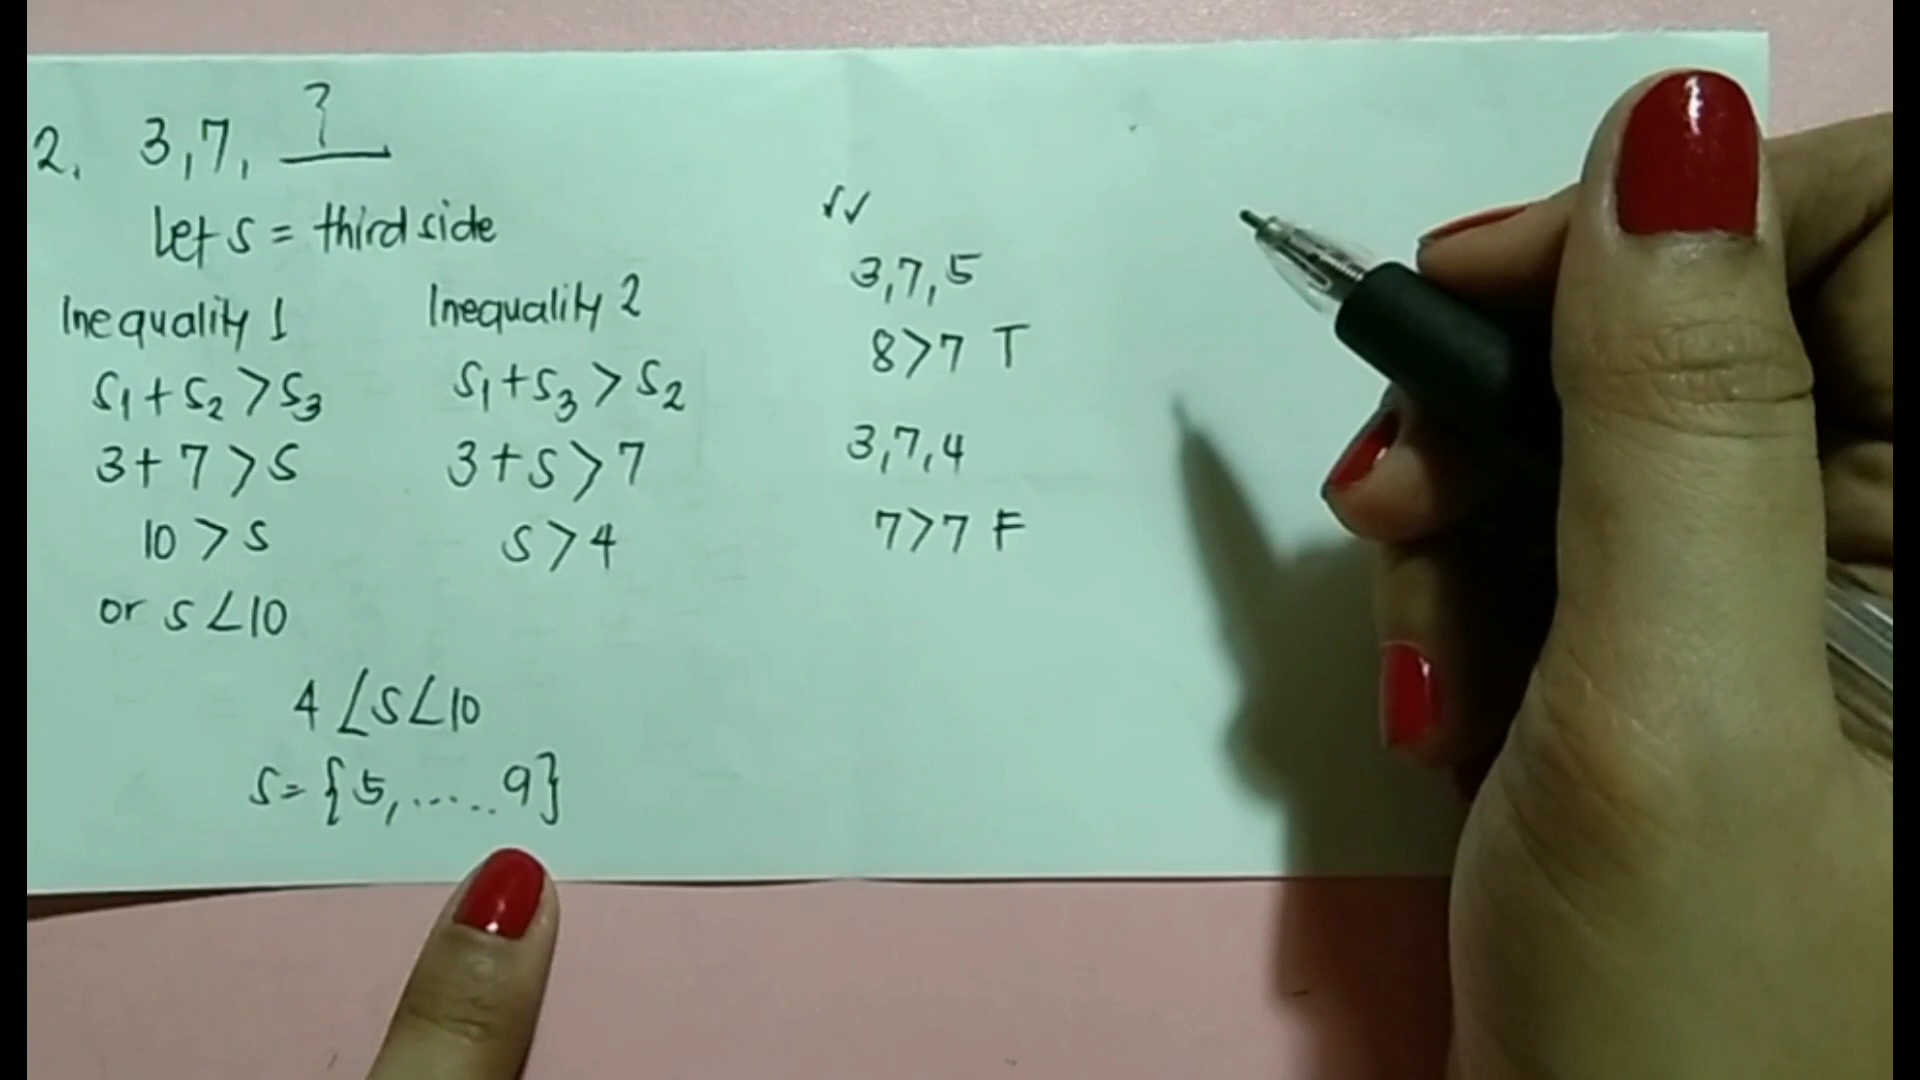 2. 3,7, ?
let s = third side
Inequality 1
s₁+s₂>s₃
3+7>s
10>s
or s<10
Inequality 2
s₁+s₃>s₂
3+s>7
s>4
4<s<10
s={5,.....9}
✓✓
3,7,5
8>7 T
3,7,4
7>7 F